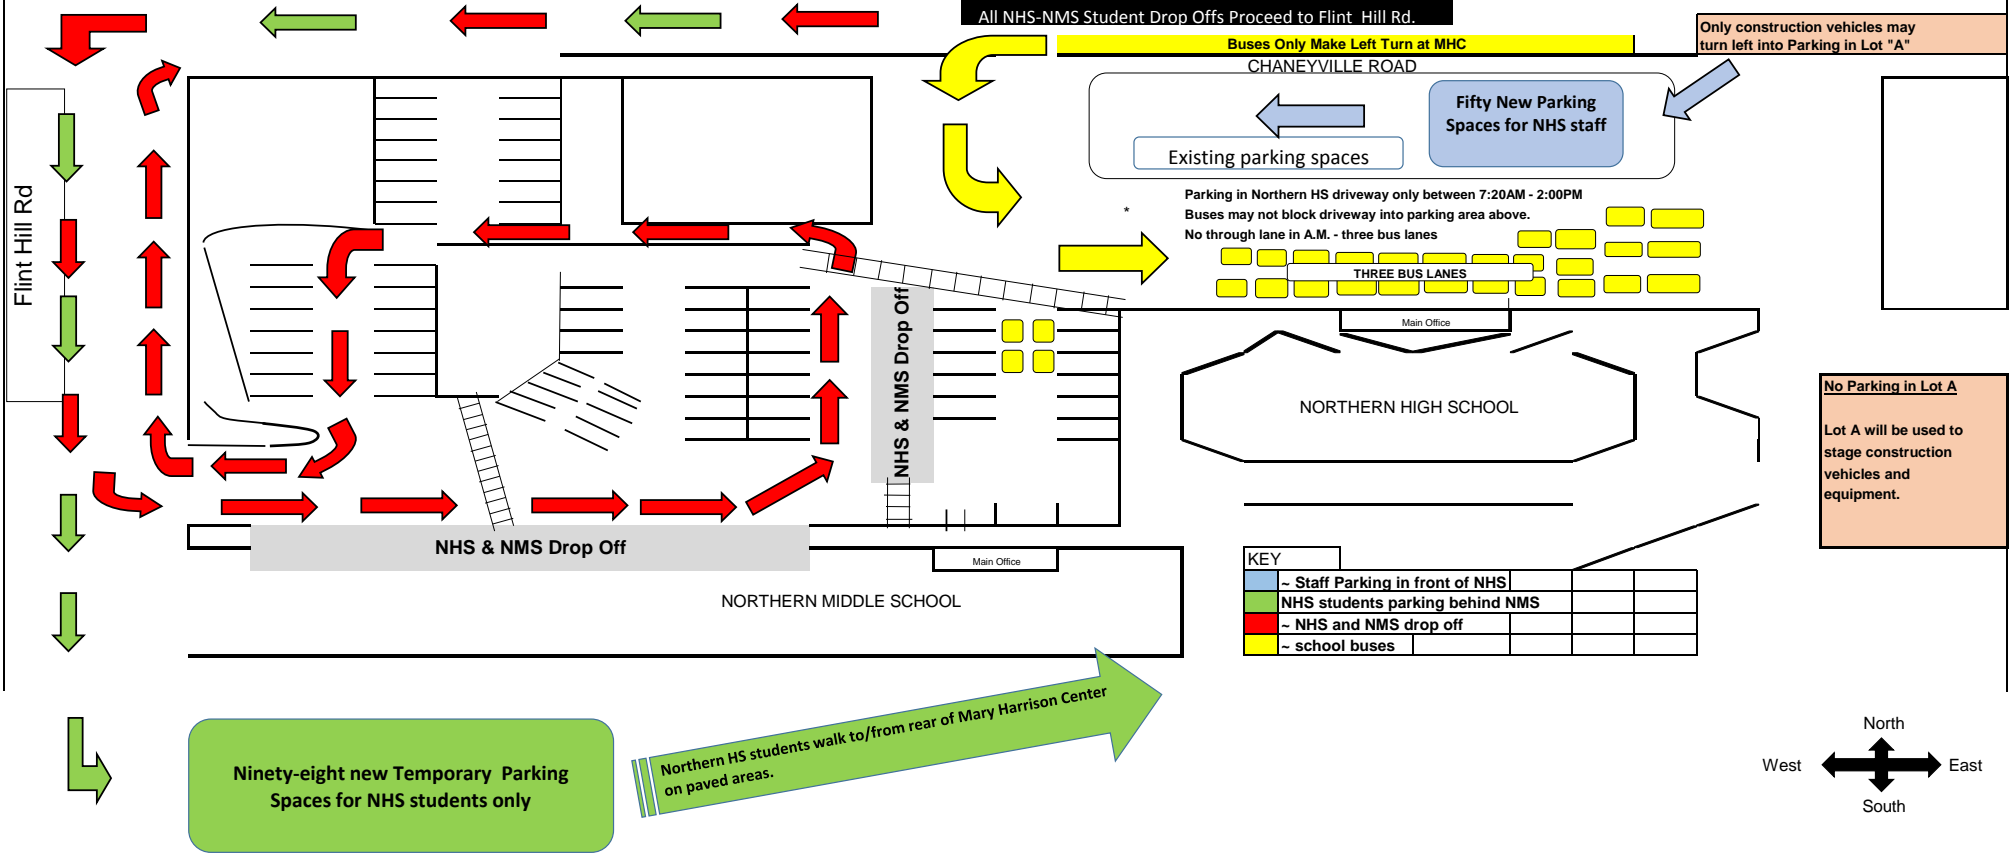 All NHS-NMS Student Drop Offs Proceed to Flint Hill Rd.
Buses Only Make Left Turn at MHC
CHANEYVILLE ROAD
Only construction vehicles may
turn left into Parking in Lot "A"
Fifty New Parking
Spaces for NHS staff
Existing parking spaces
Parking in Northern HS driveway only between 7:20AM - 2:00PM
*
Buses may not block driveway into parking area above.
No through lane in A.M. - three bus lanes
THREE BUS LANES
Flint Hill Rd
Main Office
NHS & NMS Drop Off
NORTHERN HIGH SCHOOL
No Parking in Lot A
Lot A will be used to
stage construction
vehicles and
equipment.
NHS & NMS Drop Off
Main Office
NORTHERN MIDDLE SCHOOL
KEY
~ Staff Parking in front of NHS
NHS students parking behind NMS
~ NHS and NMS drop off
~ school buses
Northern HS students walk to/from rear of Mary Harrison Center
on paved areas.
Ninety-eight new Temporary Parking
Spaces for NHS students only
North
West
East
South